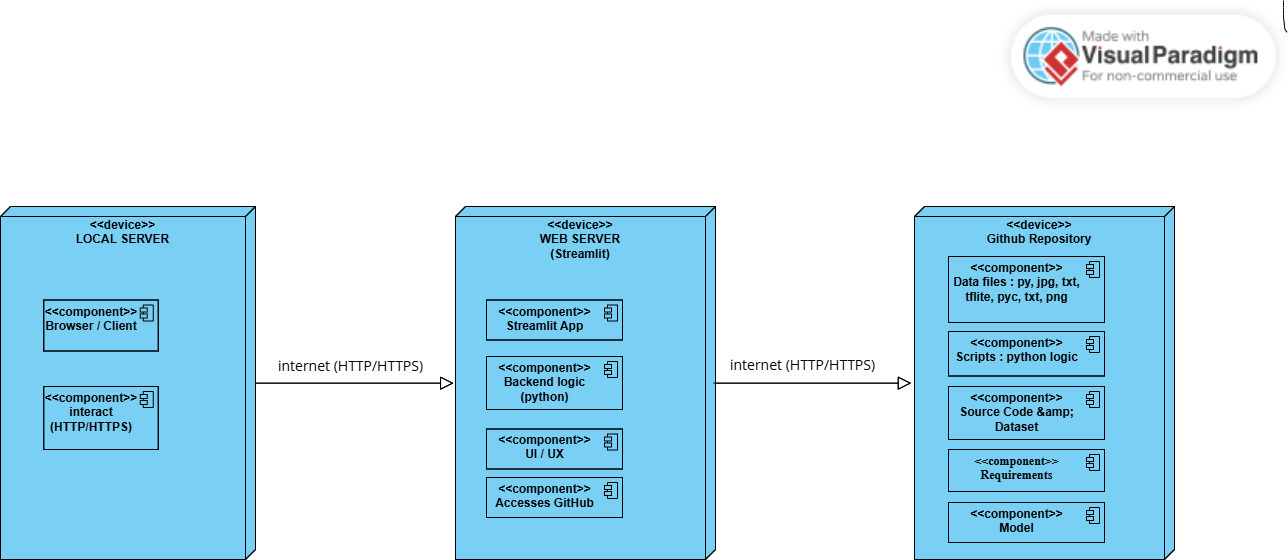 Made with
Visual Paradigm
For non-commercial use
<<device>>
LOCAL SERVER
<<component>>
Browser / Client
<<component>>
interact
(HTTP/HTTPS)
internet (HTTP/HTTPS)
<<device>>
WEB SERVER
(Streamlit)
<<component>>
Streamlit App
<<component>>
Backend logic
(python)
<<component>>
UI / UX
<<component>>
Accesses GitHub
internet (HTTP/HTTPS)
<<device>>
Github Repository
<<component>>
Data files : py, jpg, txt,
tflite, pyc, txt, png
<<component>>
Scripts : python logic
<<component>>
Source Code &amp;
Dataset
<<component>>
Requirements
<<component>>
Model